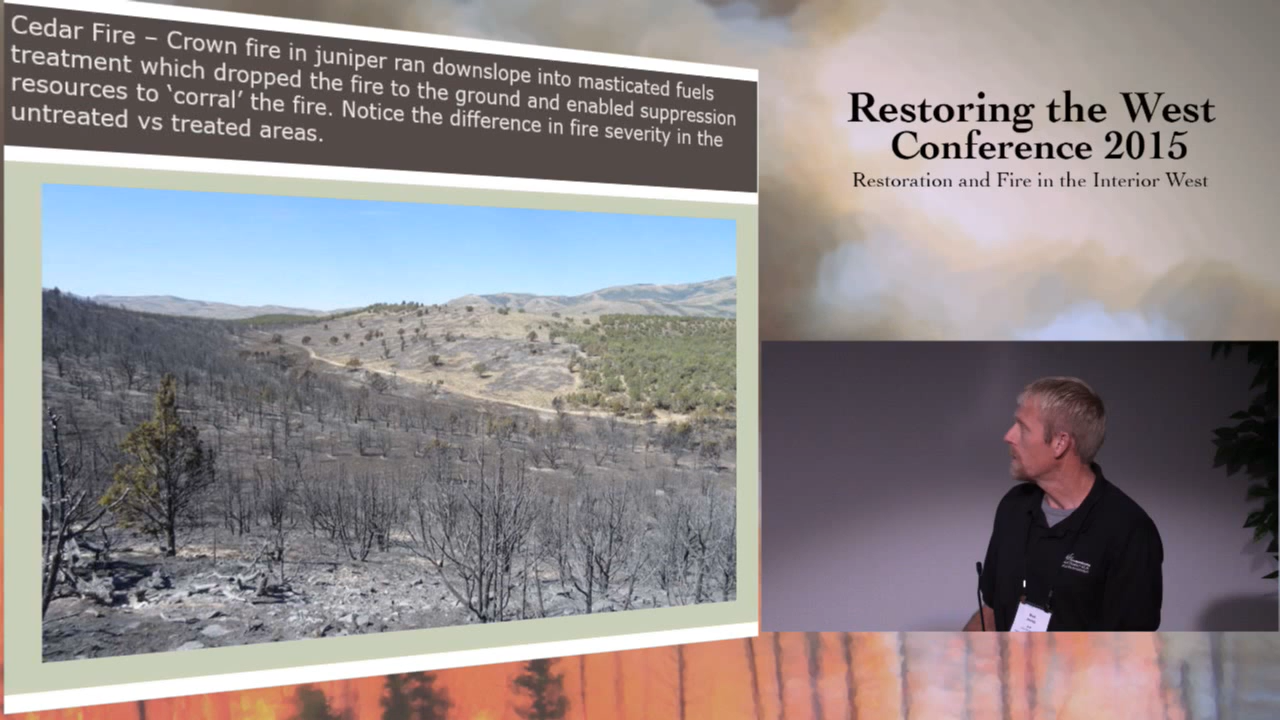 Cedar Fire – Crown fire in juniper ran downslope into masticated fuels
treatment which dropped the fire to the ground and enabled suppression
resources to ‘corral’ the fire. Notice the difference in fire severity in the
untreated vs treated areas.
Restoring the West
Conference 2015
Restoration and Fire in the Interior West